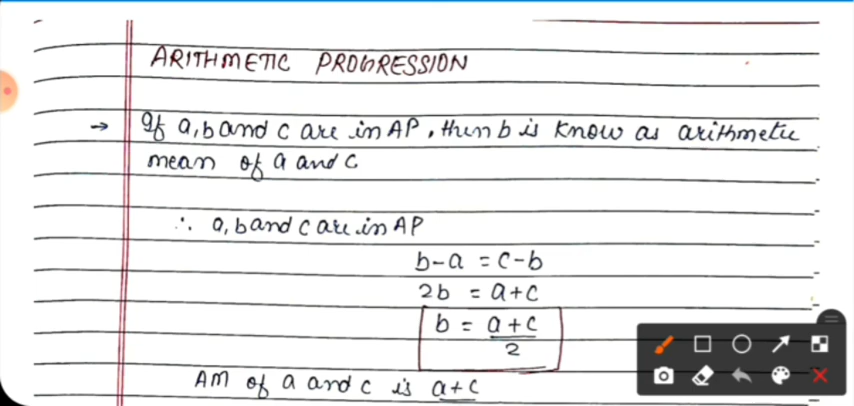 ARITHMETIC PROGRESSION
→ If a, b and c are in AP, then b is know as arithmetic
mean of a and c
∴ a, b and c are in AP
b-a = c-b
2b = a+c
b = a+c/2
AM of a and c is a+c